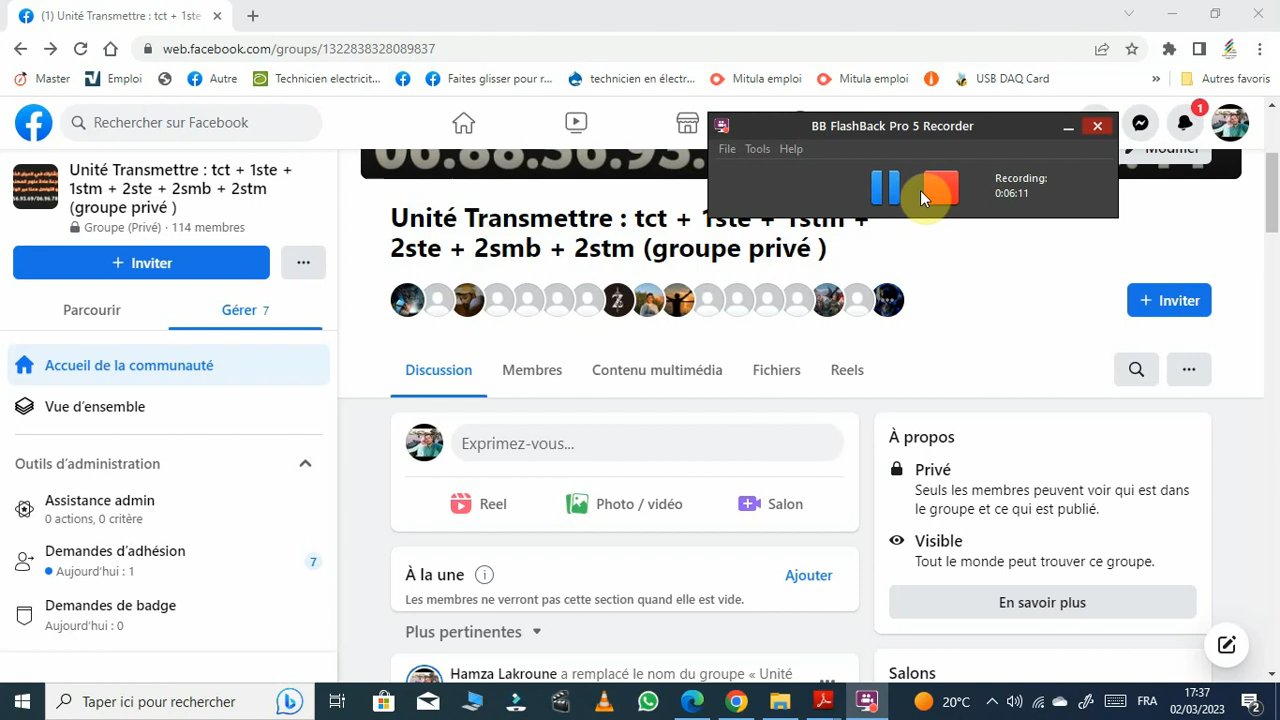 (1) Unité Transmettre : tct + 1ste
web.facebook.com/groups/1322838328089837
Master
Emploi
Autre
Technicien electricit...
Faites glisser pour r...
technicien en électr...
Mitula emploi
Mitula emploi
USB DAQ Card
»
Autres favoris
Rechercher sur Facebook
1
BB FlashBack Pro 5 Recorder
File Tools Help
Recording:
0:06:11
Unité Transmettre : tct + 1ste +
1stm + 2ste + 2smb + 2stm
(groupe privé )
Groupe (Privé) · 114 membres
+ Inviter
...
Parcourir
Gérer 7
Accueil de la communauté
Vue d'ensemble
Outils d'administration
Assistance admin
0 actions, 0 critère
Demandes d'adhésion
Aujourd'hui : 1
7
Demandes de badge
Aujourd'hui : 0
06.88.36.93.
Modifier
Unité Transmettre : tct + 1ste + 1stm +
2ste + 2smb + 2stm (groupe privé )
+ Inviter
Discussion
Membres
Contenu multimédia
Fichiers
Reels
...
Exprimez-vous...
Reel
Photo / vidéo
Salon
À la une
Ajouter
Les membres ne verront pas cette section quand elle est vide.
Plus pertinentes
Hamza Lakroune a remplacé le nom du groupe « Unité
À propos
Privé
Seuls les membres peuvent voir qui est dans
le groupe et ce qui est publié.
Visible
Tout le monde peut trouver ce groupe.
En savoir plus
Salons
Taper ici pour rechercher
20°C
FRA
17:37
02/03/2023
2